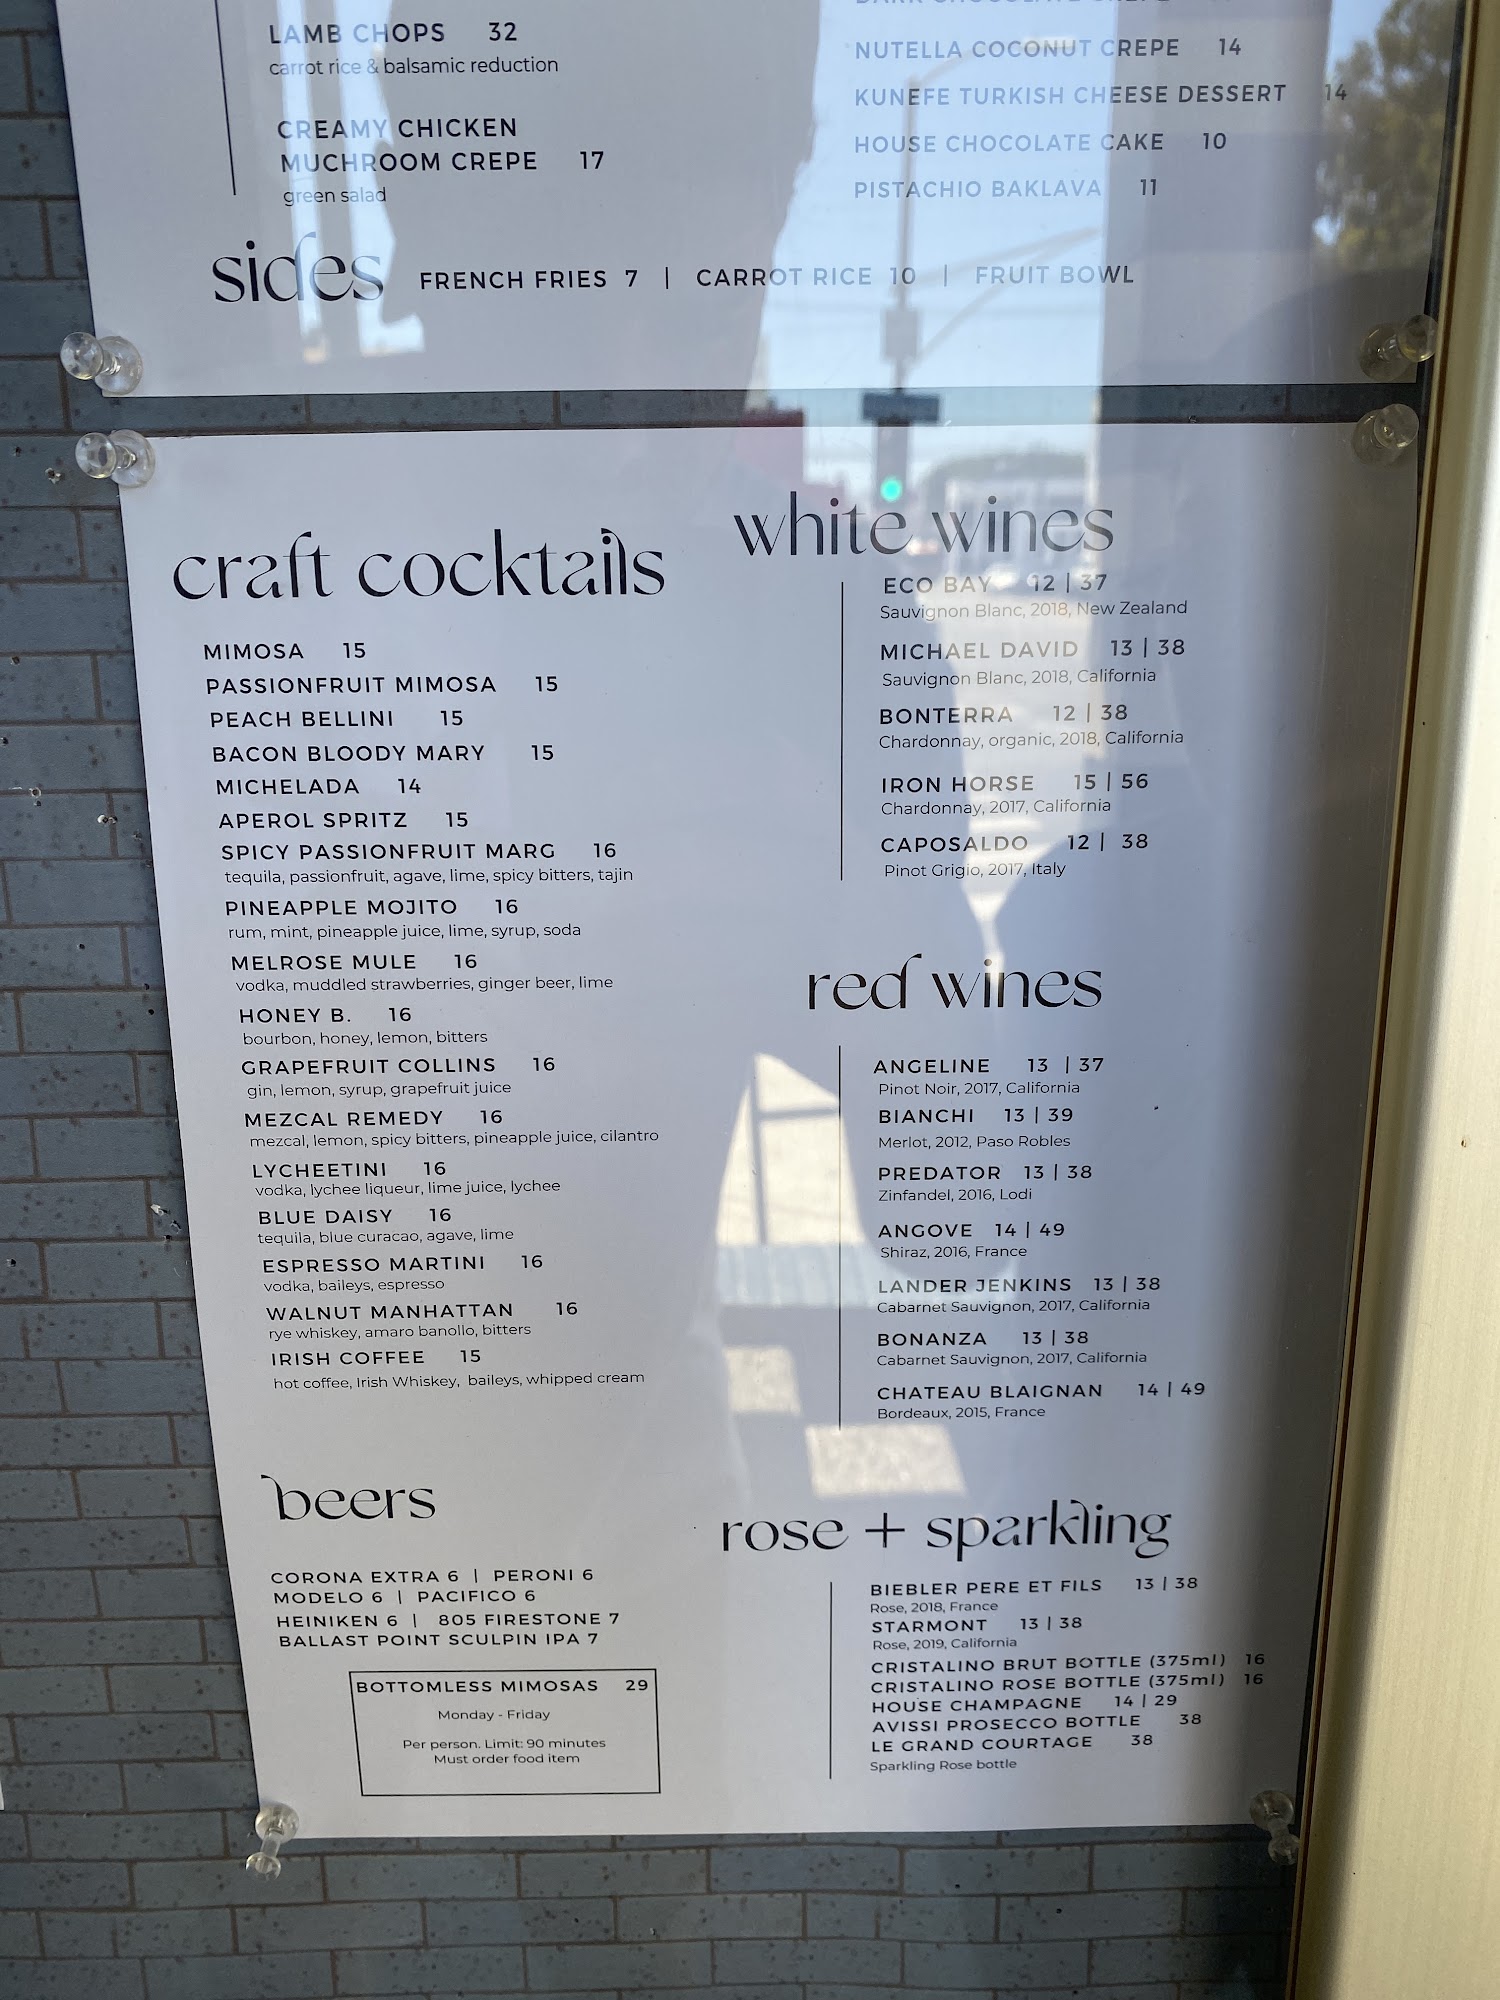 LAMB CHOPS 32
carrot rice & balsamic reduction
CREAMY CHICKEN
MUCHROOM CREPE 17
green salad
NUTELLA COCONUT CREPE 14
KUNEFE TURKISH CHEESE DESSERT 14
HOUSE CHOCOLATE CAKE 10
PISTACHIO BAKLAVA 11
sides FRENCH FRIES 7 | CARROT RICE 10 | FRUIT BOWL
craft cocktails
MIMOSA 15
PASSIONFRUIT MIMOSA 15
PEACH BELLINI 15
BACON BLOODY MARY 15
MICHELADA 14
APEROL SPRITZ 15
SPICY PASSIONFRUIT MARG 16
tequila, passionfruit, agave, lime, spicy bitters, tajin
PINEAPPLE MOJITO 16
rum, mint, pineapple juice, lime, syrup, soda
MELROSE MULE 16
vodka, muddled strawberries, ginger beer, lime
HONEY B. 16
bourbon, honey, lemon, bitters
GRAPEFRUIT COLLINS 16
gin, lemon, syrup, grapefruit juice
MEZCAL REMEDY 16
mezcal, lemon, spicy bitters, pineapple juice, cilantro
LYCHEETINI 16
vodka, lychee liqueur, lime juice, lychee
BLUE DAISY 16
tequila, blue curacao, agave, lime
ESPRESSO MARTINI 16
vodka, baileys, espresso
WALNUT MANHATTAN 16
rye whiskey, amaro banollo, bitters
IRISH COFFEE 15
hot coffee, Irish Whiskey, baileys, whipped cream
beers
CORONA EXTRA 6 | PERONI 6
MODELO 6 | PACIFICO 6
HEINIKEN 6 | 805 FIRESTONE 7
BALLAST POINT SCULPIN IPA 7
BOTTOMLESS MIMOSAS 29
Monday - Friday
Per person. Limit: 90 minutes
Must order food item
white wines
ECO BAY 12 | 37
Sauvignon Blanc, 2018, New Zealand
MICHAEL DAVID 13 | 38
Sauvignon Blanc, 2018, California
BONTERRA 12 | 38
Chardonnay, organic, 2018, California
IRON HORSE 15 | 56
Chardonnay, 2017, California
CAPOSALDO 12 | 38
Pinot Grigio, 2017, Italy
red wines
ANGELINE 13 | 37
Pinot Noir, 2017, California
BIANCHI 13 | 39
Merlot, 2012, Paso Robles
PREDATOR 13 | 38
Zinfandel, 2016, Lodi
ANGOVE 14 | 49
Shiraz, 2016, France
LANDER JENKINS 13 | 38
Cabarnet Sauvignon, 2017, California
BONANZA 13 | 38
Cabarnet Sauvignon, 2017, California
CHATEAU BLAIGNAN 14 | 49
Bordeaux, 2015, France
rose + sparkling
BIEBLER PERE ET FILS 13 | 38
Rose, 2018, France
STARMONT 13 | 38
Rose, 2019, California
CRISTALINO BRUT BOTTLE (375ml) 16
CRISTALINO ROSE BOTTLE (375ml) 16
HOUSE CHAMPAGNE 14 | 29
AVISSI PROSECCO BOTTLE 38
LE GRAND COURTAGE 38
Sparkling Rose bottle